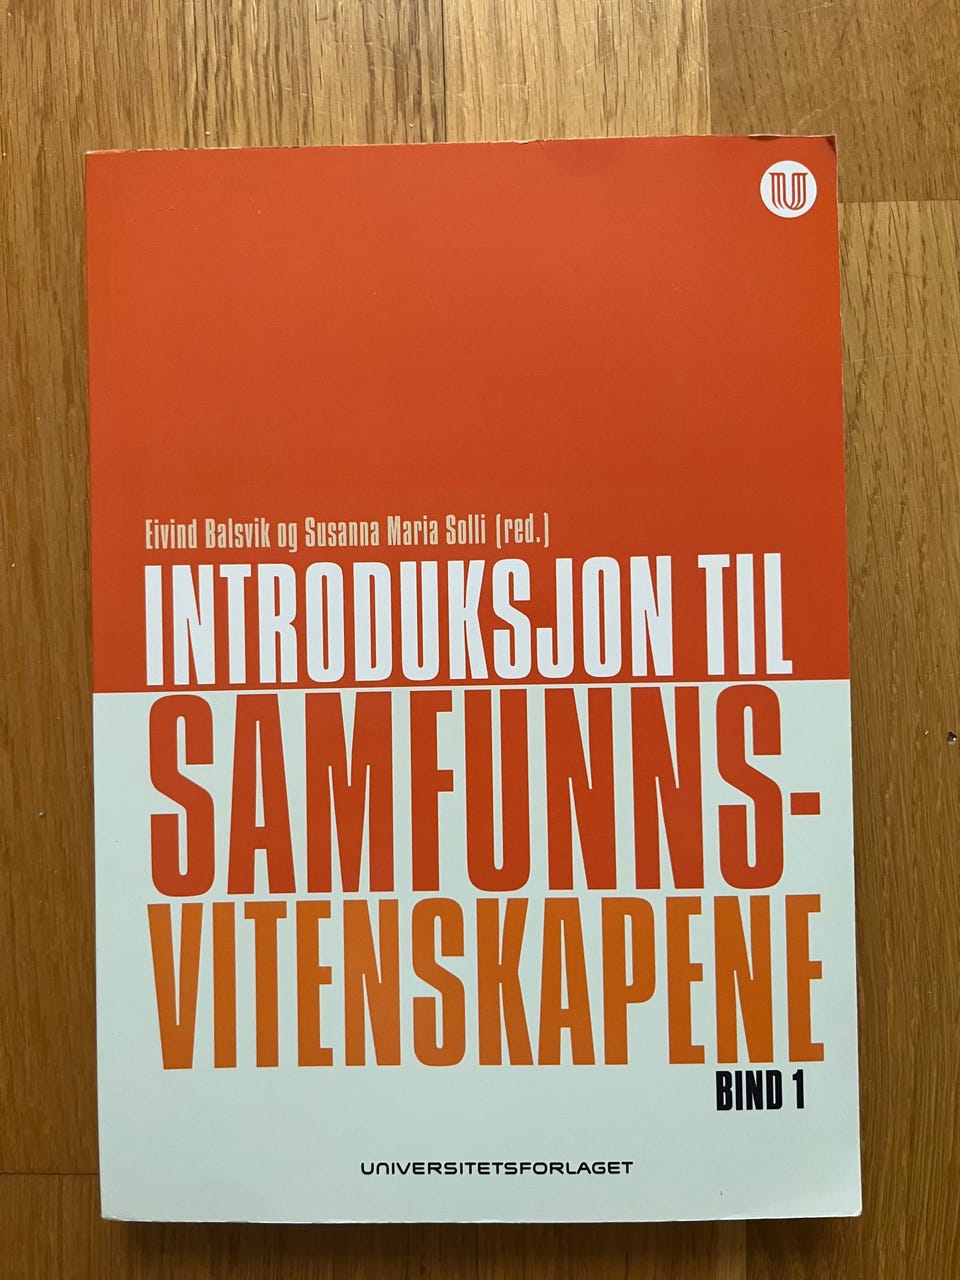 Eivind Balsvik og Susanna Maria Solli (red.)
INTRODUKSJON TIL
SAMFUNNS-
VITENSKAPENE
BIND 1
UNIVERSITETSFORLAGET